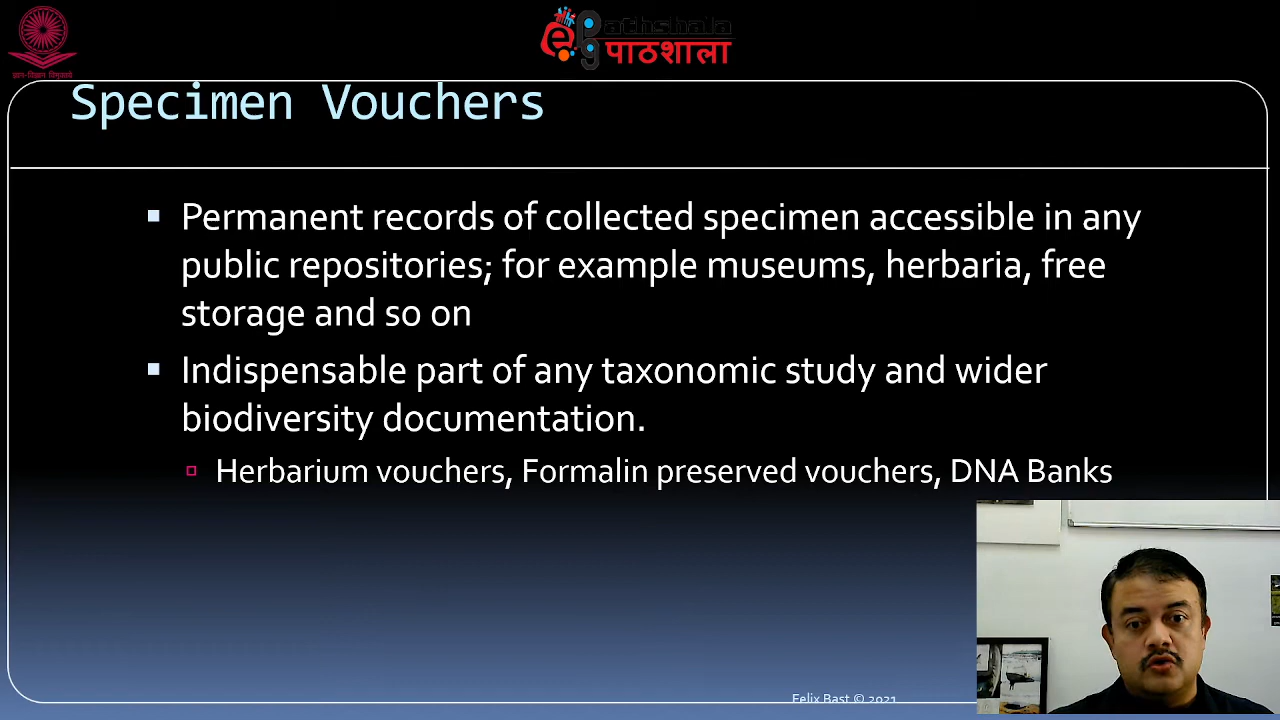 ज्ञान-विज्ञान विमुक्तये
e Pathshala
पाठशाला
Specimen Vouchers
Permanent records of collected specimen accessible in any
public repositories; for example museums, herbaria, free
storage and so on
Indispensable part of any taxonomic study and wider
biodiversity documentation.
Herbarium vouchers, Formalin preserved vouchers, DNA Banks
Felix Bast © 2021